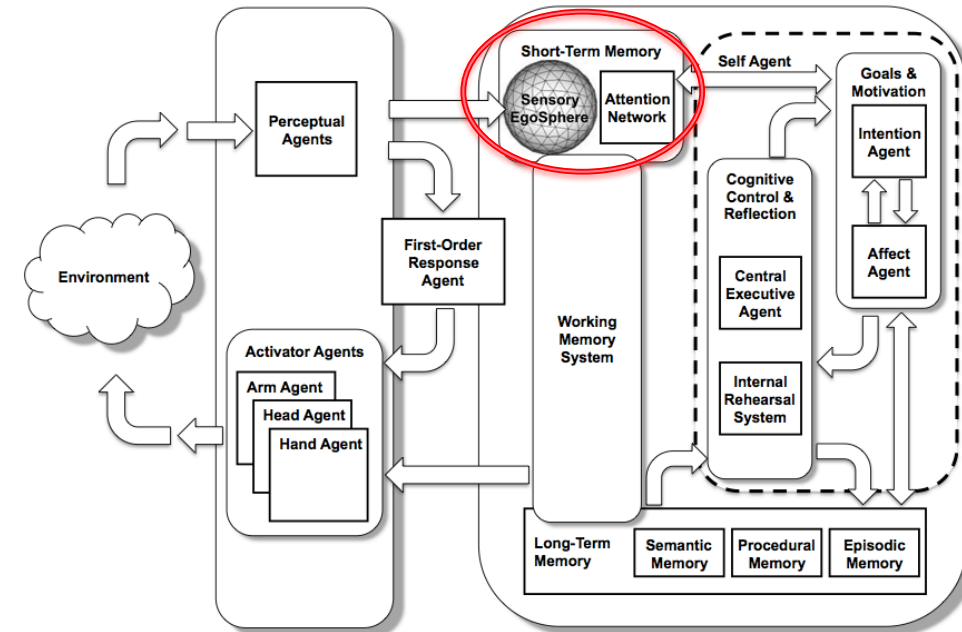 Short-Term Memory
Sensory
EgoSphere
Attention
Network
Self Agent
Goals &
Motivation
Intention
Agent
Affect
Agent
Perceptual
Agents
Cognitive
Control &
Reflection
Central
Executive
Agent
Internal
Rehearsal
System
First-Order
Response
Agent
Environment
Working
Memory
System
Activator Agents
Arm Agent
Head Agent
Hand Agent
Long-Term
Memory
Semantic
Memory
Procedural
Memory
Episodic
Memory